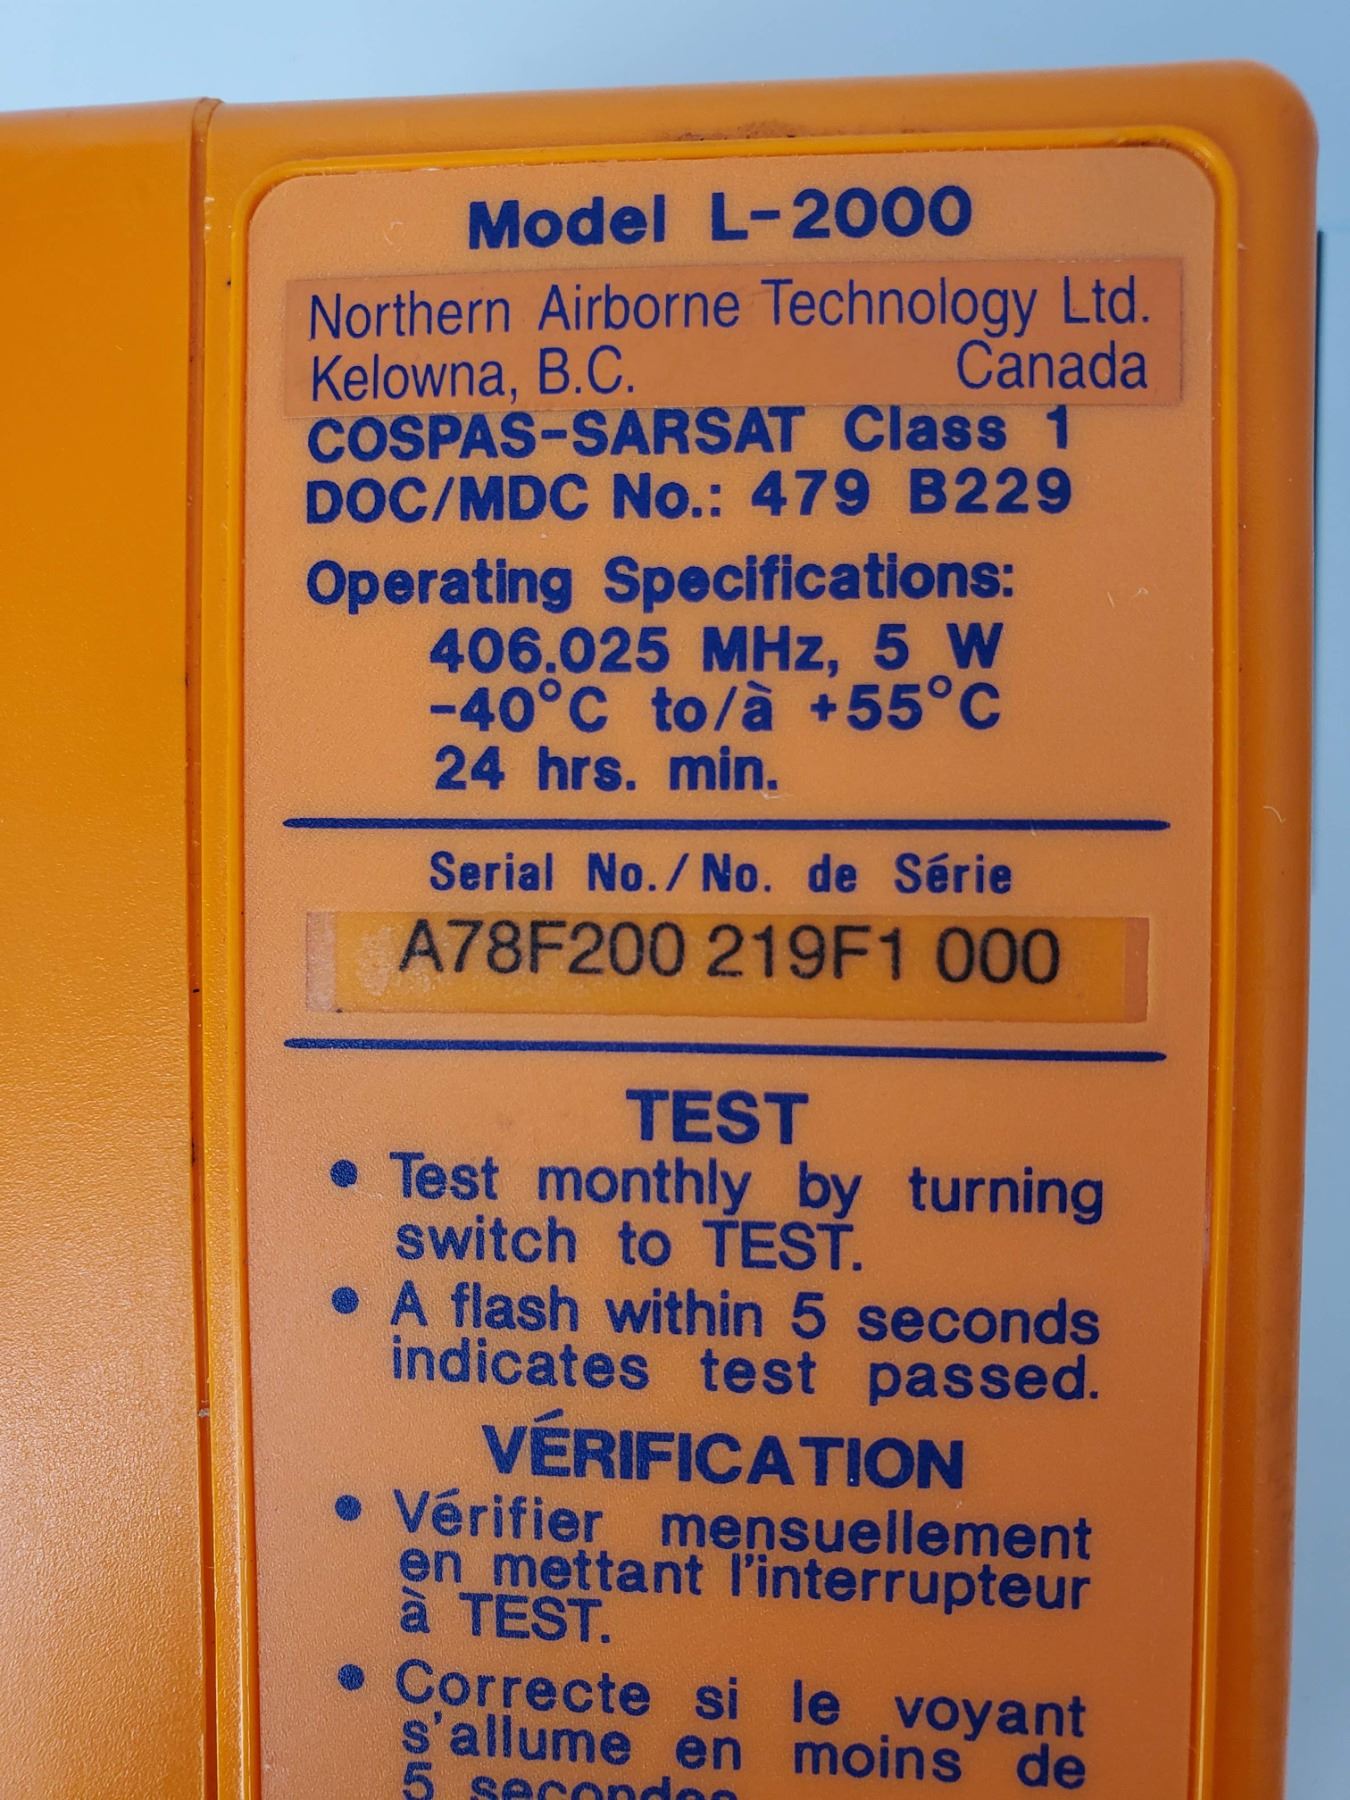 Model L-2000
Northern Airborne Technology Ltd.
Kelowna, B.C. Canada
COSPAS-SARSAT Class 1
DOC/MDC No.: 479 B229
Operating Specifications:
406.025 MHz, 5 W
-40°C to/à +55°C
24 hrs. min.
Serial No./No. de Série
A78F200 219F1 000
TEST
• Test monthly by turning
switch to TEST.
• A flash within 5 seconds
indicates test passed.
VÉRIFICATION
• Vérifier mensuellement
en mettant l'interrupteur
à TEST.
• Correcte si le voyant
s'allume en moins de
5 secondes.